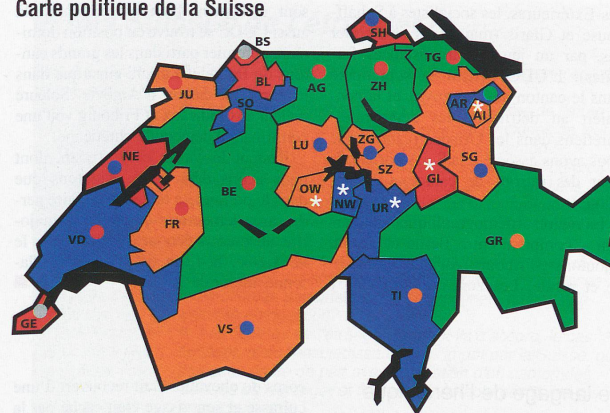 Carte politique de la Suisse
SH
BS
TG
BL
AG
ZH
JU
SO
AR
AI
NE
LU
ZG
SZ
SG
GL
BE
OW
NW
UR
FR
VD
GR
TI
GE
VS